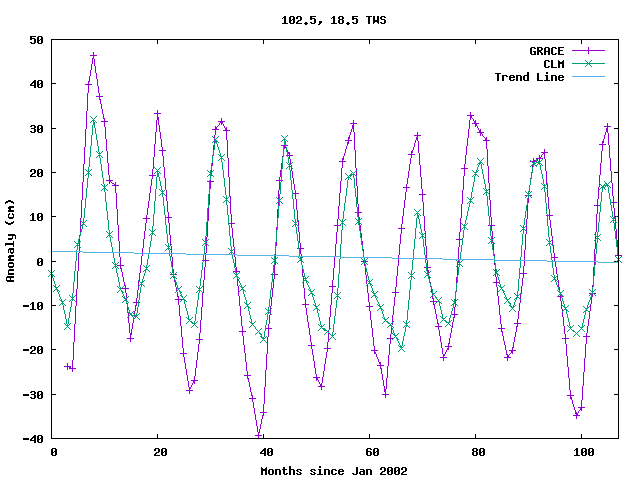 102.5, 18.5 TWS
GRACE
CLM
Trend Line
Anomaly (cm)
50
40
30
20
10
0
-10
-20
-30
-40
0 20 40 60 80 100
Months since Jan 2002